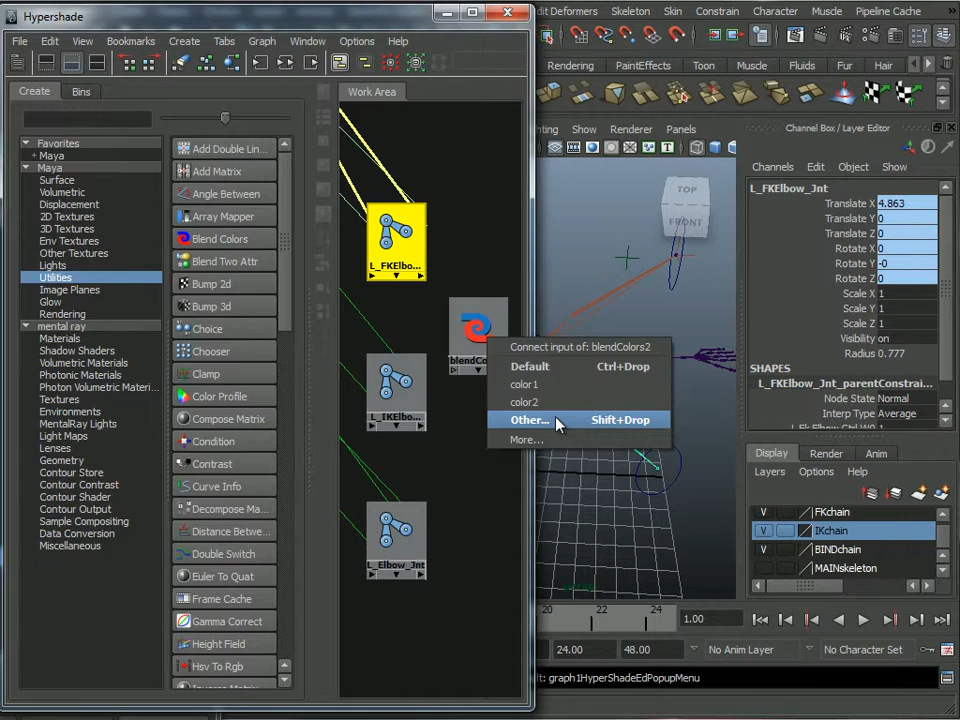 Hypershade
File Edit View Bookmarks Create Tabs Graph Window Options Help
Create Bins
Work Area
Favorites
+ Maya
Maya
Surface
Volumetric
Displacement
2D Textures
3D Textures
Env Textures
Other Textures
Lights
Utilities
Image Planes
Glow
Rendering
mental ray
Materials
Shadow Shaders
Volumetric Materials
Photonic Materials
Photon Volumetri...
Textures
Environments
MentalRay Lights
Light Maps
Lenses
Geometry
Contour Contrast
Contour Shader
Contour Output
Sample Compositing
Data Conversion
Miscellaneous
Add Double Lin...
Add Matrix
Angle Between
Array Mapper
Blend Colors
Blend Two Attr
Bump 2d
Bump 3d
Choice
Chooser
Clamp
Color Profile
Compose Matrix
Condition
Contrast
Curve Info
Decompose Ma...
Distance Betwe...
Double Switch
Euler To Quat
Frame Cache
Gamma Correct
Height Field
Hsv To Rgb
L_FKElbo...
blendCo
L_IKElbo...
L_Elbow_Jnt
Connect input of: blendColors2
Default Ctrl+Drop
color1
color2
Other... Shift+Drop
More...
dit Deformers Skeleton Skin Constrain Character Muscle Pipeline Cache
Rendering PaintEffects Toon Muscle Fluids Fur Hair
hting Show Renderer Panels
TOP
FRONT
Channel Box / Layer Editor
Channels Edit Object Show
L_FKElbow_Jnt
Translate X 4.863
Translate Y 0
Translate Z 0
Rotate X 0
Rotate Y -0
Rotate Z 0
Scale X 1
Scale Y 1
Scale Z 1
Visibility on
Radius 0.777
SHAPES
L_FKElbow_Jnt_parentConstrai...
Node State Normal
Interp Type Average
Display Render Anim
Layers Options Help
V FKchain
V IKchain
V BINDchain
MAINskeleton
20 22 24
1.00
24.00 48.00 No Anim Layer No Character Set
lt: graph1HyperShadeEdPopupMenu